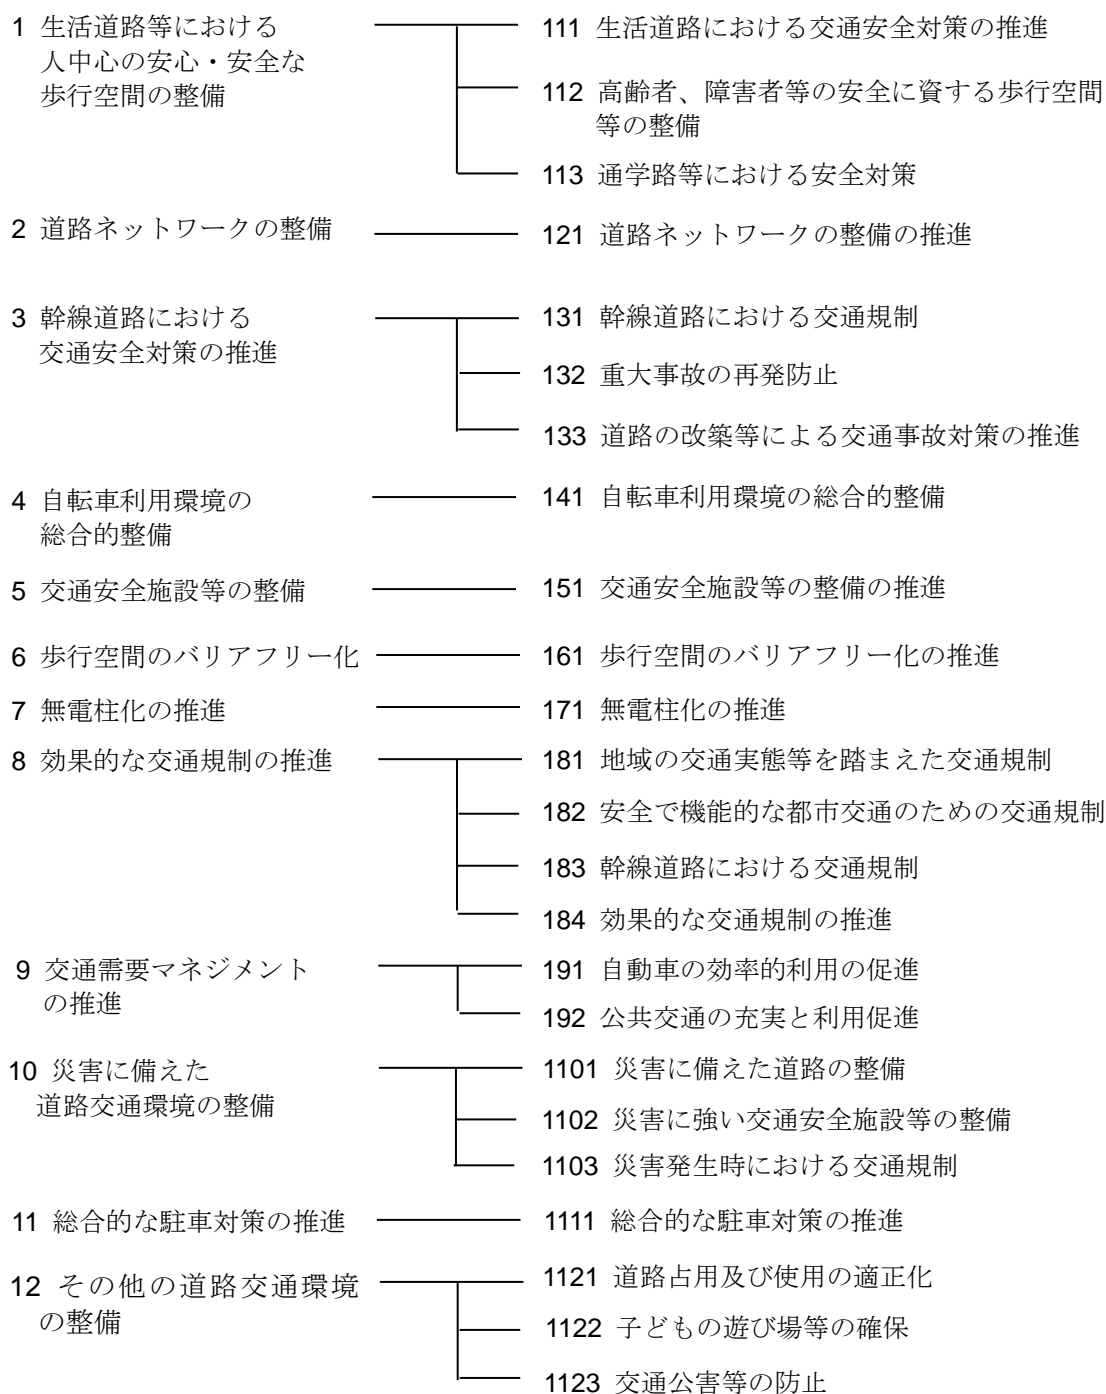 1 生活道路等における
人中心の安心・安全な
歩行空間の整備
111 生活道路における交通安全対策の推進
112 高齢者、障害者等の安全に資する歩行空間
等の整備
113 通学路等における安全対策
2 道路ネットワークの整備
121 道路ネットワークの整備の推進
3 幹線道路における
交通安全対策の推進
131 幹線道路における交通規制
132 重大事故の再発防止
133 道路の改築等による交通事故対策の推進
4 自転車利用環境の
総合的整備
141 自転車利用環境の総合的整備
5 交通安全施設等の整備
151 交通安全施設等の整備の推進
6 歩行空間のバリアフリー化
161 歩行空間のバリアフリー化の推進
7 無電柱化の推進
171 無電柱化の推進
8 効果的な交通規制の推進
181 地域の交通実態等を踏まえた交通規制
182 安全で機能的な都市交通のための交通規制
183 幹線道路における交通規制
184 効果的な交通規制の推進
9 交通需要マネジメント
の推進
191 自動車の効率的利用の促進
192 公共交通の充実と利用促進
10 災害に備えた
道路交通環境の整備
1101 災害に備えた道路の整備
1102 災害に強い交通安全施設等の整備
1103 災害発生時における交通規制
11 総合的な駐車対策の推進
1111 総合的な駐車対策の推進
12 その他の道路交通環境
の整備
1121 道路占用及び使用の適正化
1122 子どもの遊び場等の確保
1123 交通公害等の防止